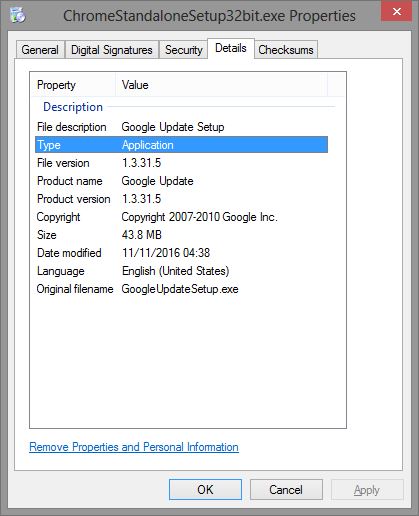 ChromeStandaloneSetup32bit.exe Properties
General Digital Signatures Security Details Checksums
Property Value
Description
File description Google Update Setup
Type Application
File version 1.3.31.5
Product name Google Update
Product version 1.3.31.5
Copyright Copyright 2007-2010 Google Inc.
Size 43.8 MB
Date modified 11/11/2016 04:38
Language English (United States)
Original filename GoogleUpdateSetup.exe
Remove Properties and Personal Information
OK Cancel Apply